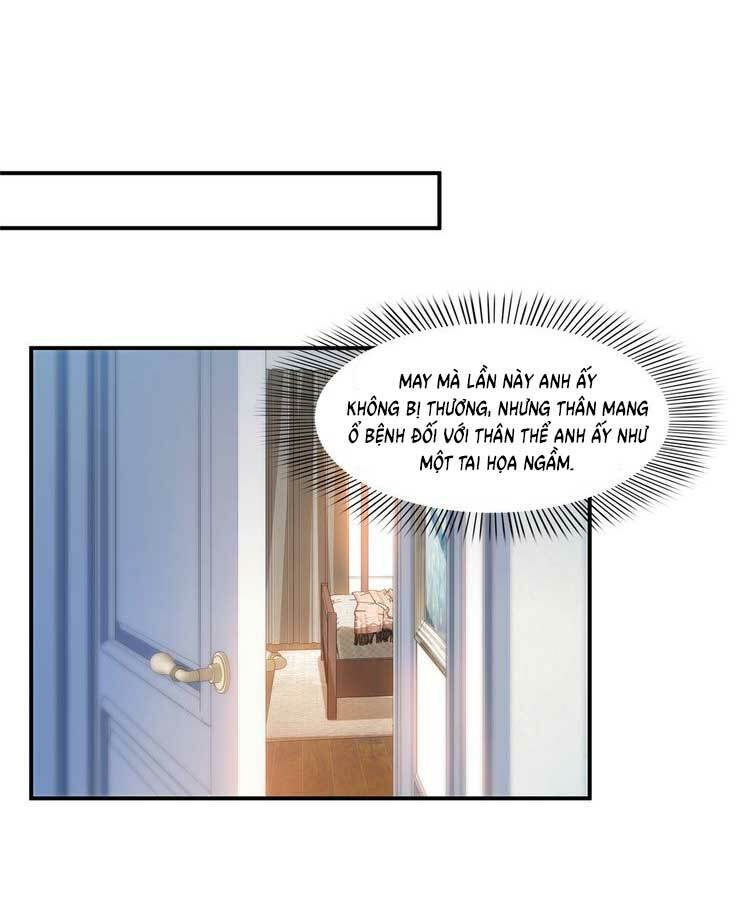 MAY MÀ LẦN NÀY ANH ẤY
KHÔNG BỊ THƯƠNG, NHƯNG THÂN MANG
Ổ BỆNH ĐỐI VỚI THÂN THỂ ANH ẤY NHƯ
MỘT TAI HỌA NGẦM.